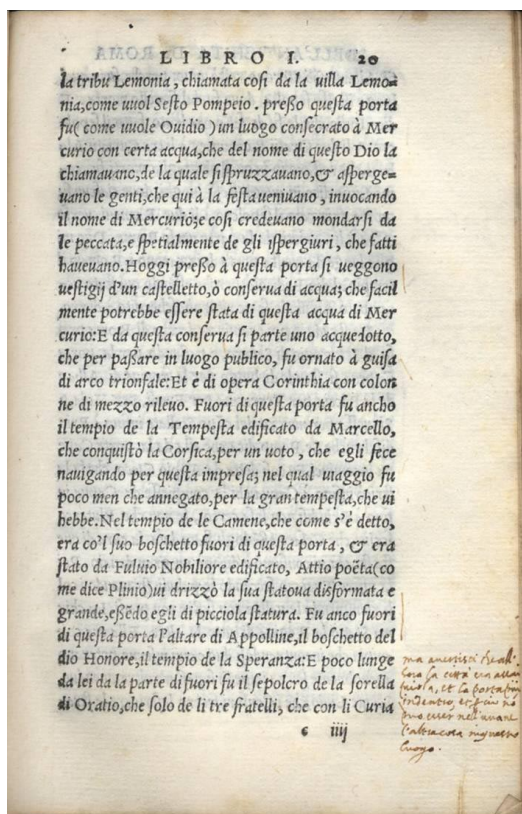 LIBRO I. 20
la tribu Lemonia, chiamata cosi da la uilla Lemo=
nia, come uuol Sesto Pompeio. preßo questa porta
fu( come uuole Ouidio) un luogo consecrato à Mer
curio con certa acqua, che del nome di questo Dio la
chiamauano, de la quale si spruzzauano, & asperge=
uano le genti, che qui à la festa ueniuano, inuocando
il nome di Mercurio; e cosi credeuano mondarsi da
le peccata, e spetialmente de gli ispergiuri, che fatti
haueuano. Hoggi preßo à questa porta si ueggono
uestigij d'un castelletto, ò conserua di acqua; che facil
mente potrebbe essere stata di questa acqua di Mer
curio: E da questa conserua si parte uno acquedotto,
che per paßare in luogo publico, fu ornato à guisa
di arco trionfale: Et é di opera Corinthia con colon
ne di mezzo rileuo. Fuori di questa porta fu ancho
il tempio de la Tempesta edificato da Marcello,
che conquistò la Corsica, per un uoto, che egli fece
nauigando per questa impresa; nel qual uiaggio fu
poco men che annegato, per la gran tempesta, che ui
hebbe. Nel tempio de le Camene, che come s'é detto,
era co'l suo boschetto fuori di questa porta, & era
stato da Fuluio Nobiliore edificato, Attio poëta(co
me dice Plinio)ui drizzò la sua statoua disformata e
grande, eßẽdo egli di picciola statura. Fu anco fuori
di questa porta l'altare di Appolline, il boschetto del
dio Honore, il tempio de la Speranza: E poco lunge
da lei da la parte di fuori fu il sepolcro de la sorella
di Oratio, che solo de li tre fratelli, che con li Curia
c iiij
ma
la città era
et la porta
luogo.